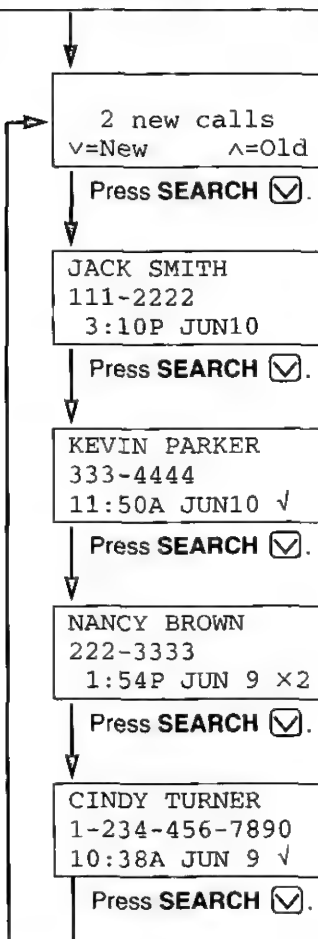 2 new calls
∨=New ∧=Old
Press SEARCH ∨.
JACK SMITH
111-2222
3:10P JUN10
Press SEARCH ∨.
KEVIN PARKER
333-4444
11:50A JUN10 √
Press SEARCH ∨.
NANCY BROWN
222-3333
1:54P JUN 9 ×2
Press SEARCH ∨.
CINDY TURNER
1-234-456-7890
10:38A JUN 9 √
Press SEARCH ∨.